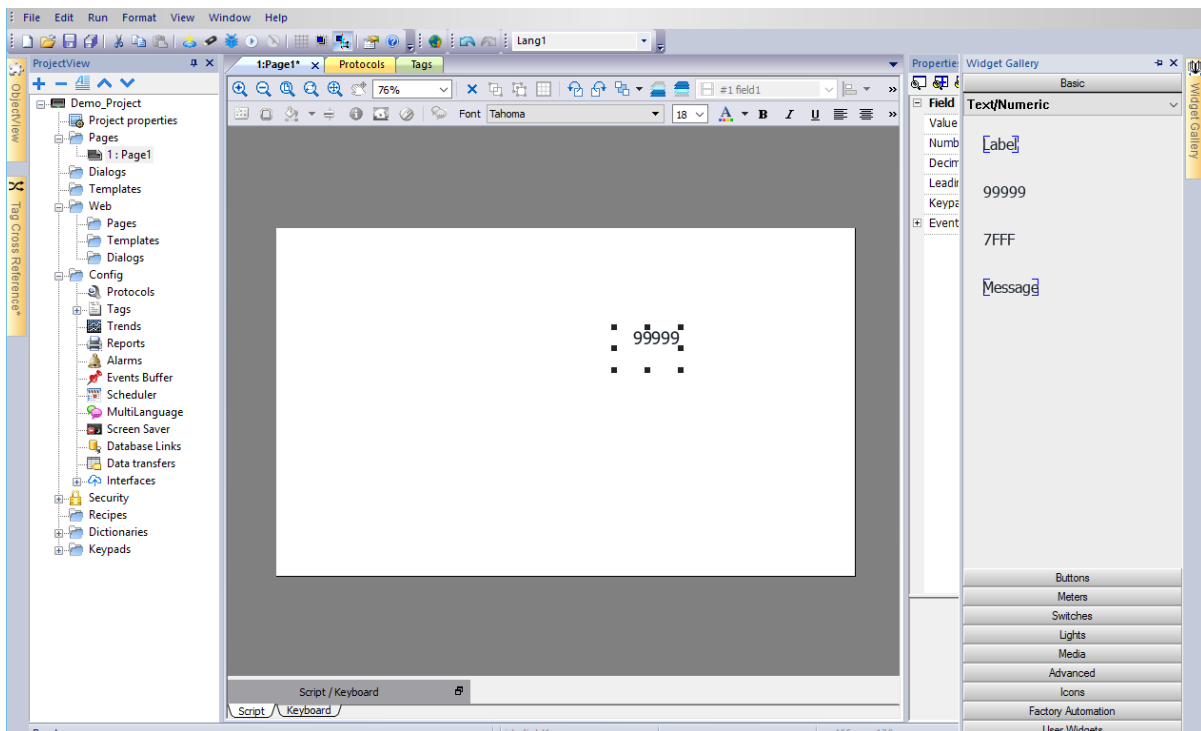 File Edit Run Format View Window Help
Lang1
ProjectView
1:Page1* x Protocols Tags
Demo_Project
Project properties
Pages
1 : Page1
Dialogs
Templates
Web
Pages
Templates
Dialogs
Config
Protocols
Tags
Trends
Reports
Alarms
Events Buffer
Scheduler
MultiLanguage
Screen Saver
Database Links
Data transfers
Interfaces
Security
Recipes
Dictionaries
Keypads
ObjectView
Tag Cross Reference*
76%
#1 field1
Font Tahoma
18 A B I U
99999
Script / Keyboard
Script Keyboard
Propertie
Field
Value
Numb
Decim
Leadin
Keypa
Event
Widget Gallery
Basic
Text/Numeric
Label
99999
7FFF
Message
Buttons
Meters
Switches
Lights
Media
Advanced
Icons
Factory Automation
User Widgets
Widget Gallery